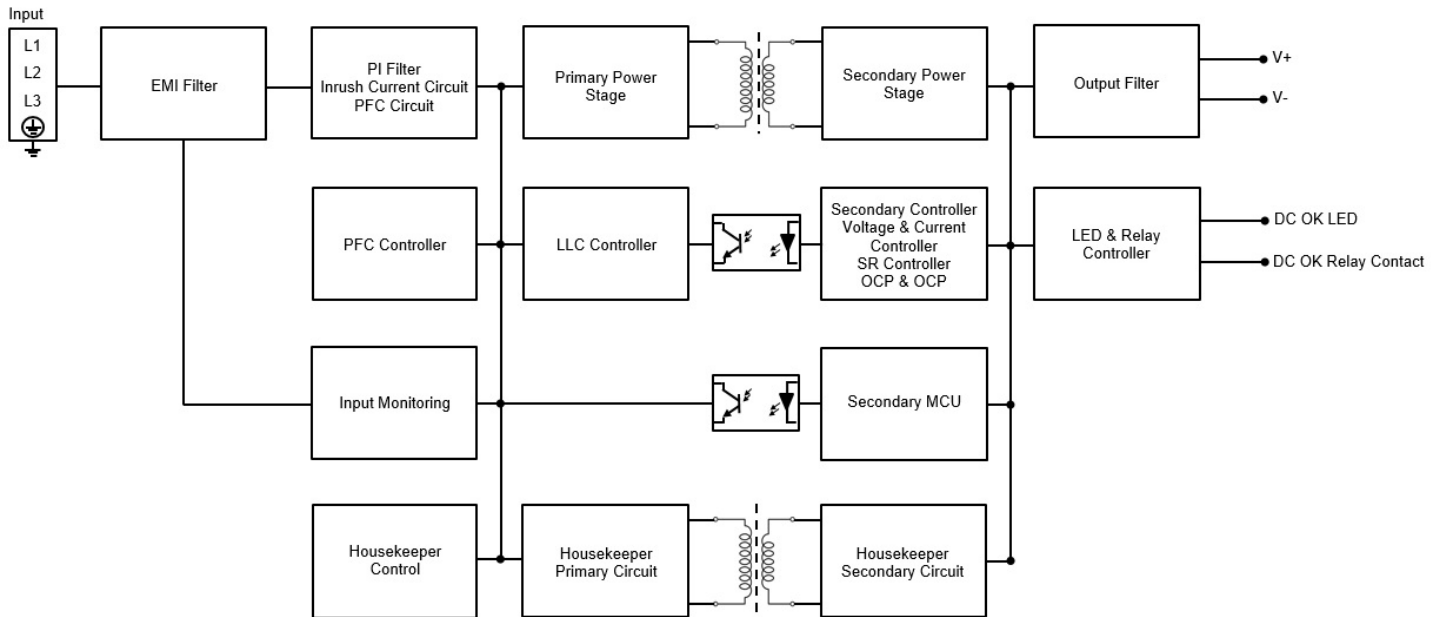 Input
L1
L2
L3
EMI Filter
PI Filter
Inrush Current Circuit
PFC Circuit
Primary Power
Stage
Secondary Power
Stage
Output Filter
V+
V-
PFC Controller
LLC Controller
Secondary Controller
Voltage & Current
Controller
SR Controller
OCP & OCP
LED & Relay
Controller
DC OK LED
DC OK Relay Contact
Input Monitoring
Secondary MCU
Housekeeper
Control
Housekeeper
Primary Circuit
Housekeeper
Secondary Circuit